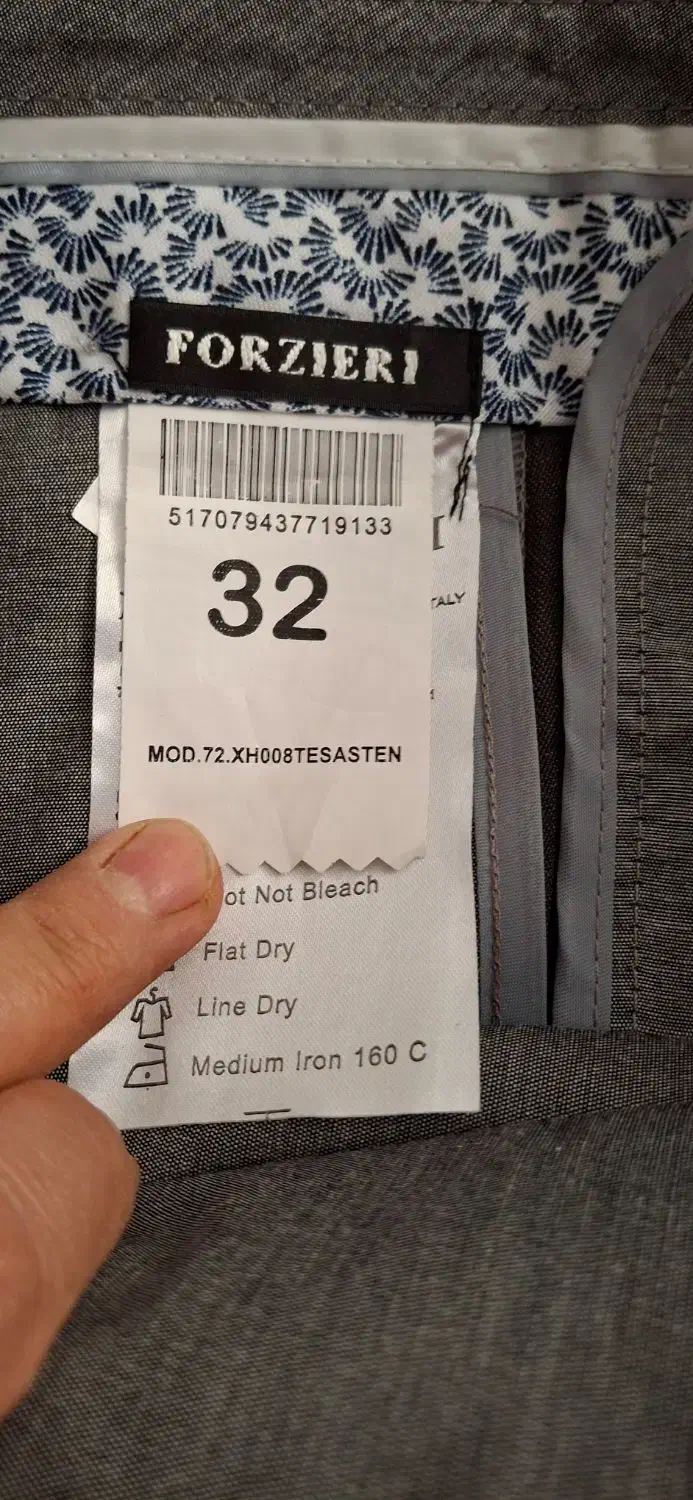 FORZIERI
517079437719133
32
MOD.72.XH008TESASTEN
ot Not Bleach
Flat Dry
Line Dry
Medium Iron 160 C